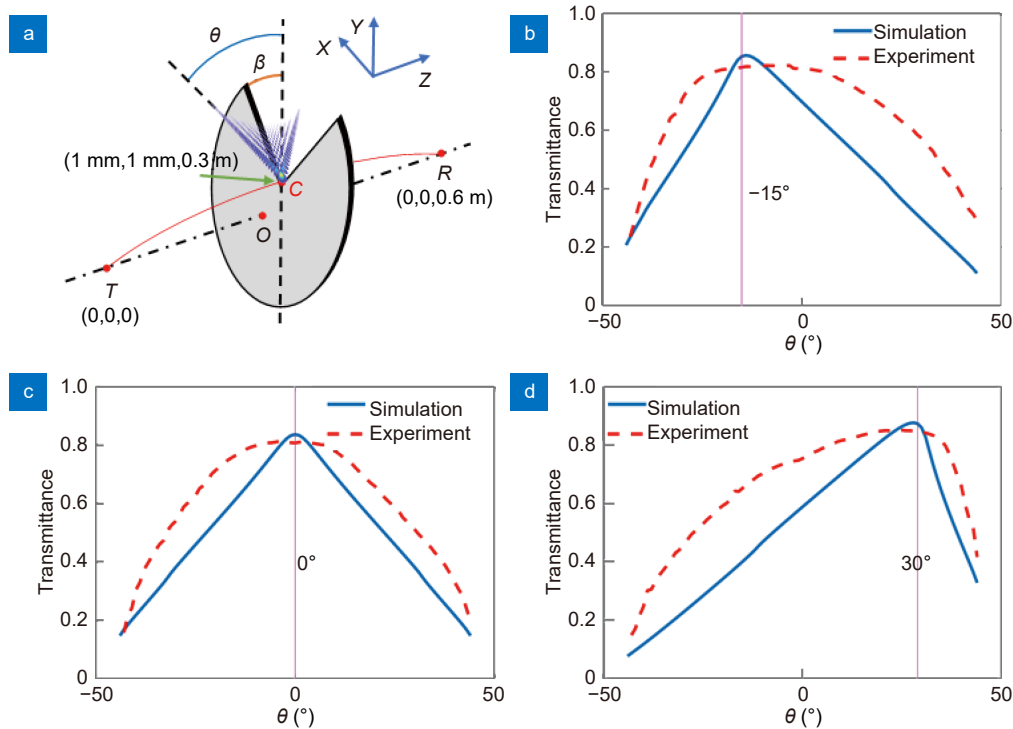 a
θ
β
Y
X
Z
(1 mm,1 mm,0.3 m)
C
R
(0,0,0.6 m)
O
T
(0,0,0)
b
1.0
0.8
0.6
0.4
0.2
0
Transmittance
Simulation
Experiment
−15°
−50
0
50
θ (°)
c
1.0
0.8
0.6
0.4
0.2
0
Transmittance
Simulation
Experiment
0°
−50
0
50
θ (°)
d
1.0
0.8
0.6
0.4
0.2
0
Transmittance
Simulation
Experiment
30°
−50
0
50
θ (°)